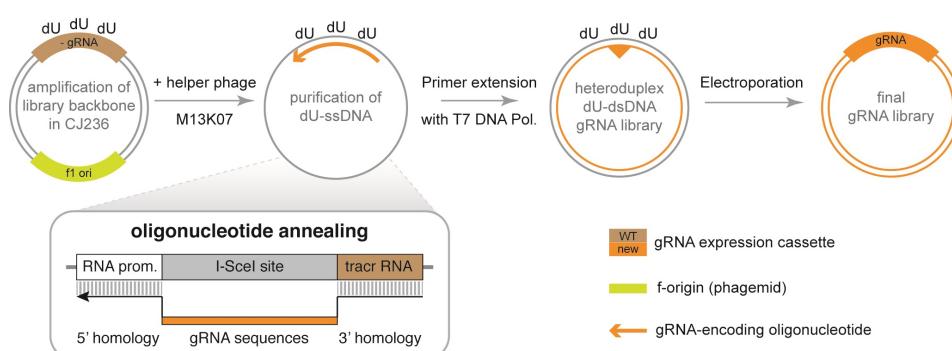 dU dU dU
- gRNA
amplification of
library backbone
in CJ236
f1 ori
+ helper phage
M13K07
dU dU dU
purification of
dU-ssDNA
Primer extension
with T7 DNA Pol.
dU dU dU
heteroduplex
dU-dsDNA
gRNA library
Electroporation
gRNA
final
gRNA library
oligonucleotide annealing
RNA prom. I-SceI site tracr RNA
5' homology gRNA sequences 3' homology
WT
new
gRNA expression cassette
f-origin (phagemid)
gRNA-encoding oligonucleotide